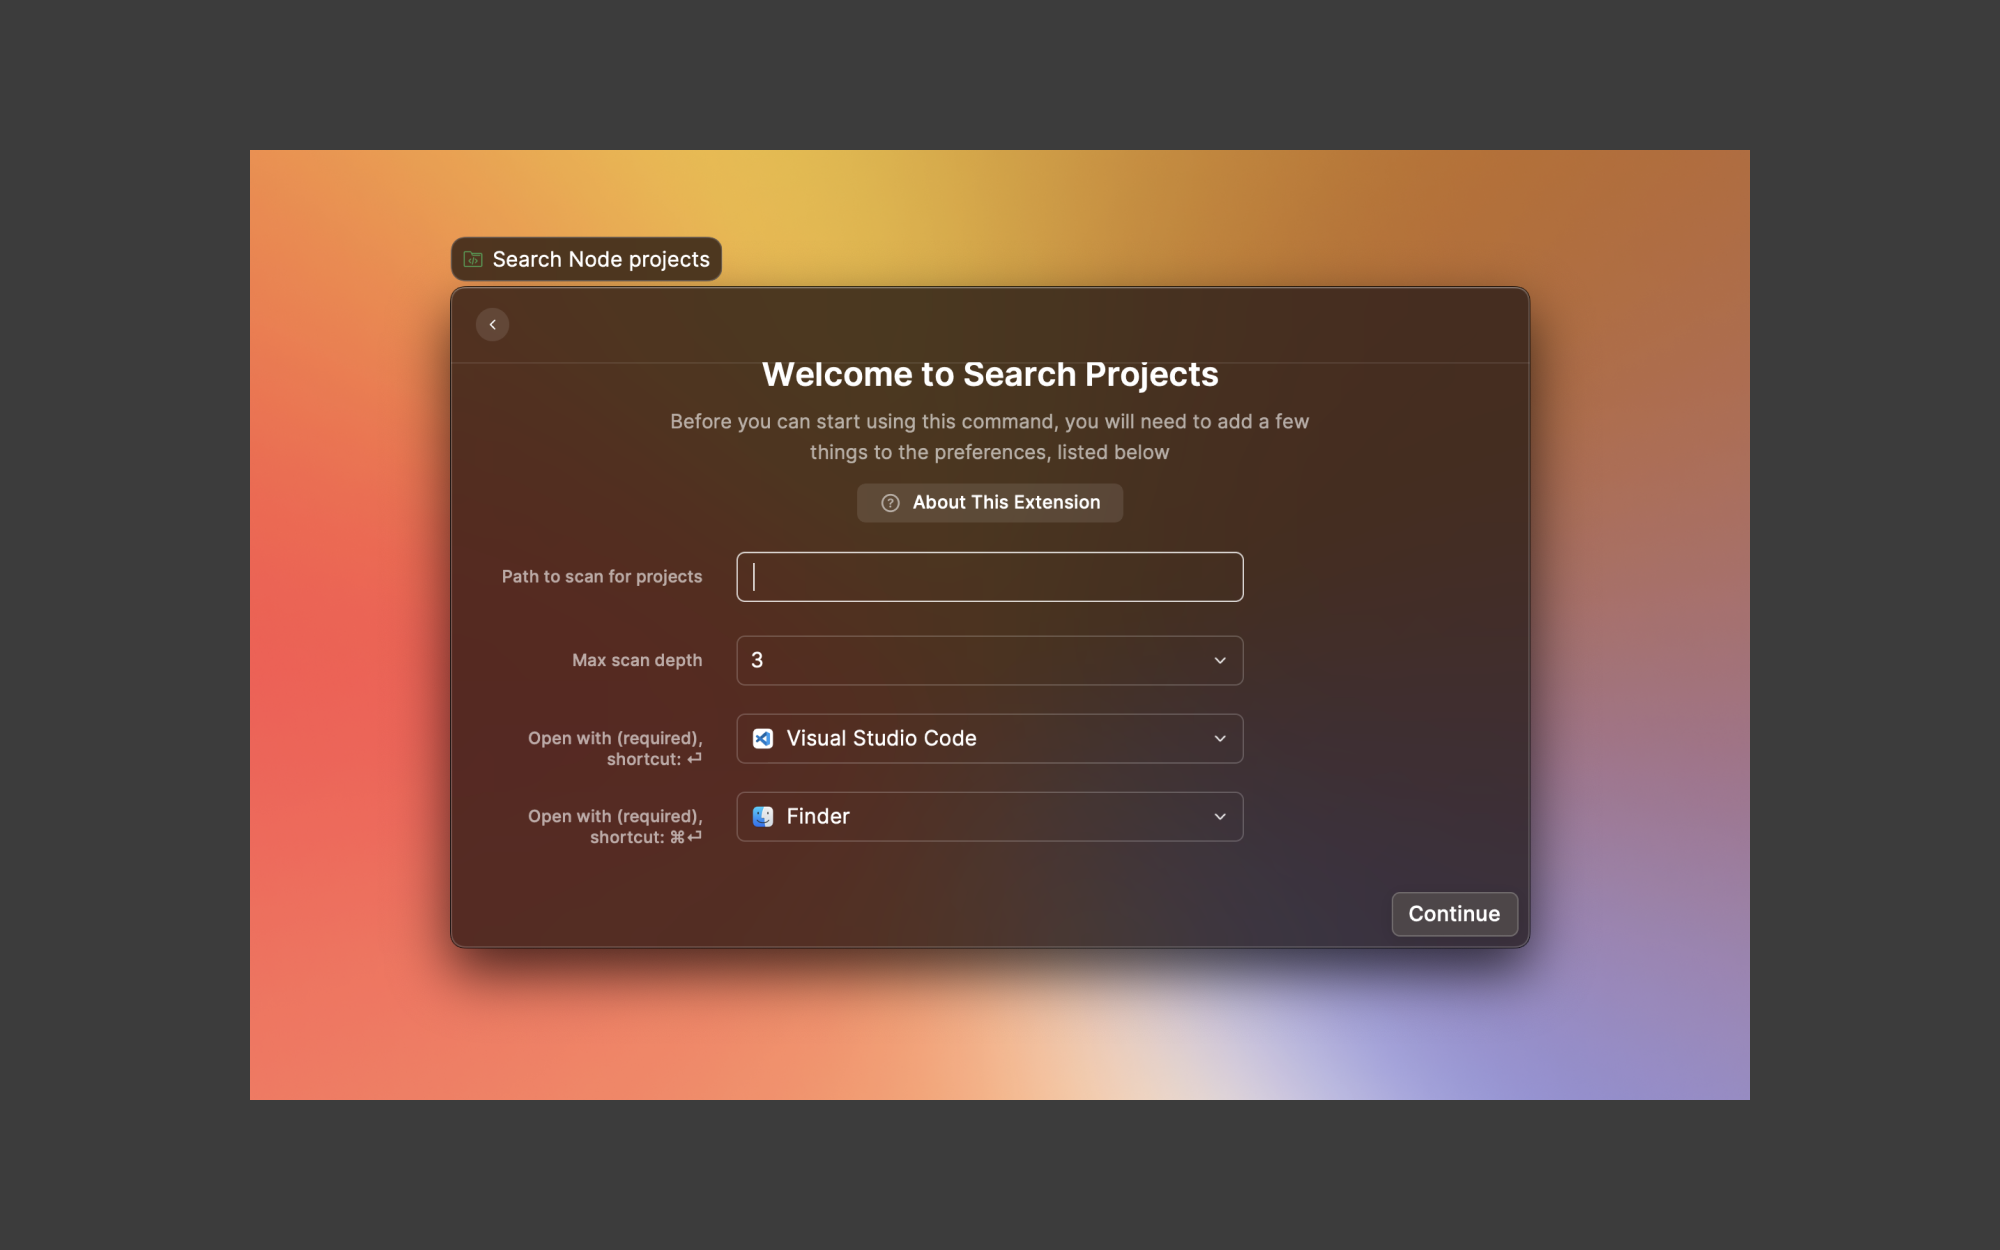 Search Node projects
Welcome to Search Projects
Before you can start using this command, you will need to add a few
things to the preferences, listed below
About This Extension
Path to scan for projects
Max scan depth
3
Open with (required),
shortcut: ⏎
Visual Studio Code
Open with (required),
shortcut: ⌘⏎
Finder
Continue